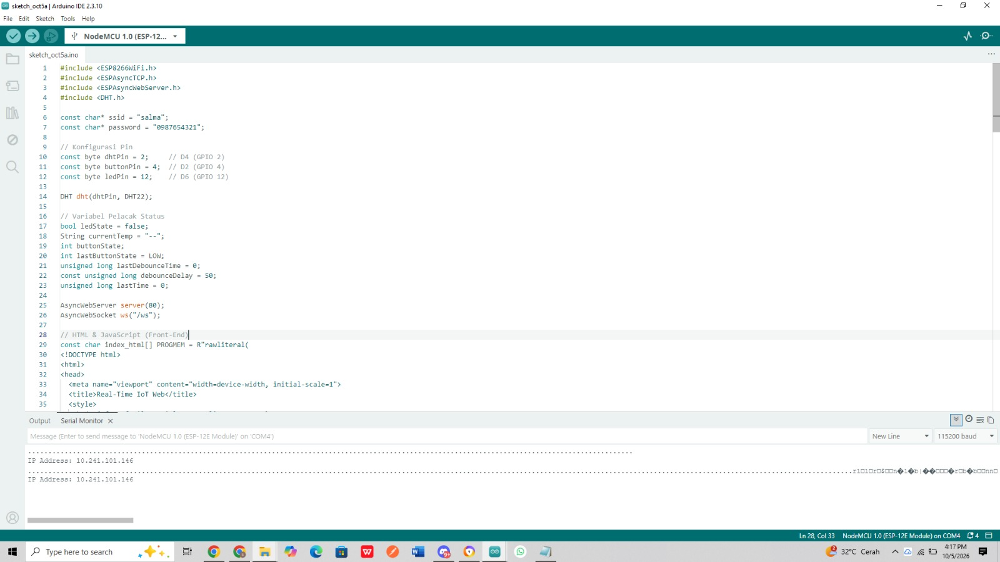 sketch_oct5a | Arduino IDE 2.3.10
File Edit Sketch Tools Help
NodeMCU 1.0 (ESP-12...
sketch_oct5a.ino
1 #include <ESP8266WiFi.h>
2 #include <ESPAsyncTCP.h>
3 #include <ESPAsyncWebServer.h>
4 #include <DHT.h>
5
6 const char* ssid = "salma";
7 const char* password = "0987654321";
8
9 // Konfigurasi Pin
10 const byte dhtPin = 2;     // D4 (GPIO 2)
11 const byte buttonPin = 4;  // D2 (GPIO 4)
12 const byte ledPin = 12;    // D6 (GPIO 12)
13
14 DHT dht(dhtPin, DHT22);
15
16 // Variabel Pelacak Status
17 bool ledState = false;
18 String currentTemp = "--";
19 int buttonState;
20 int lastButtonState = LOW;
21 unsigned long lastDebounceTime = 0;
22 const unsigned long debounceDelay = 50;
23 unsigned long lastTime = 0;
24
25 AsyncWebServer server(80);
26 AsyncWebSocket ws("/ws");
27
28 // HTML & JavaScript (Front-End)
29 const char index_html[] PROGMEM = R"rawliteral(
30 <!DOCTYPE html>
31 <html>
32 <head>
33   <meta name="viewport" content="width=device-width, initial-scale=1">
34   <title>Real-Time IoT Web</title>
35   <style>
Output Serial Monitor
Message (Enter to send message to 'NodeMCU 1.0 (ESP-12E Module)' on 'COM4')
New Line 115200 baud
IP Address: 10.241.101.146
IP Address: 10.241.101.146
Ln 28, Col 33 NodeMCU 1.0 (ESP-12E Module) on COM4 4
Type here to search
32°C Cerah
4:17 PM
10/5/2026